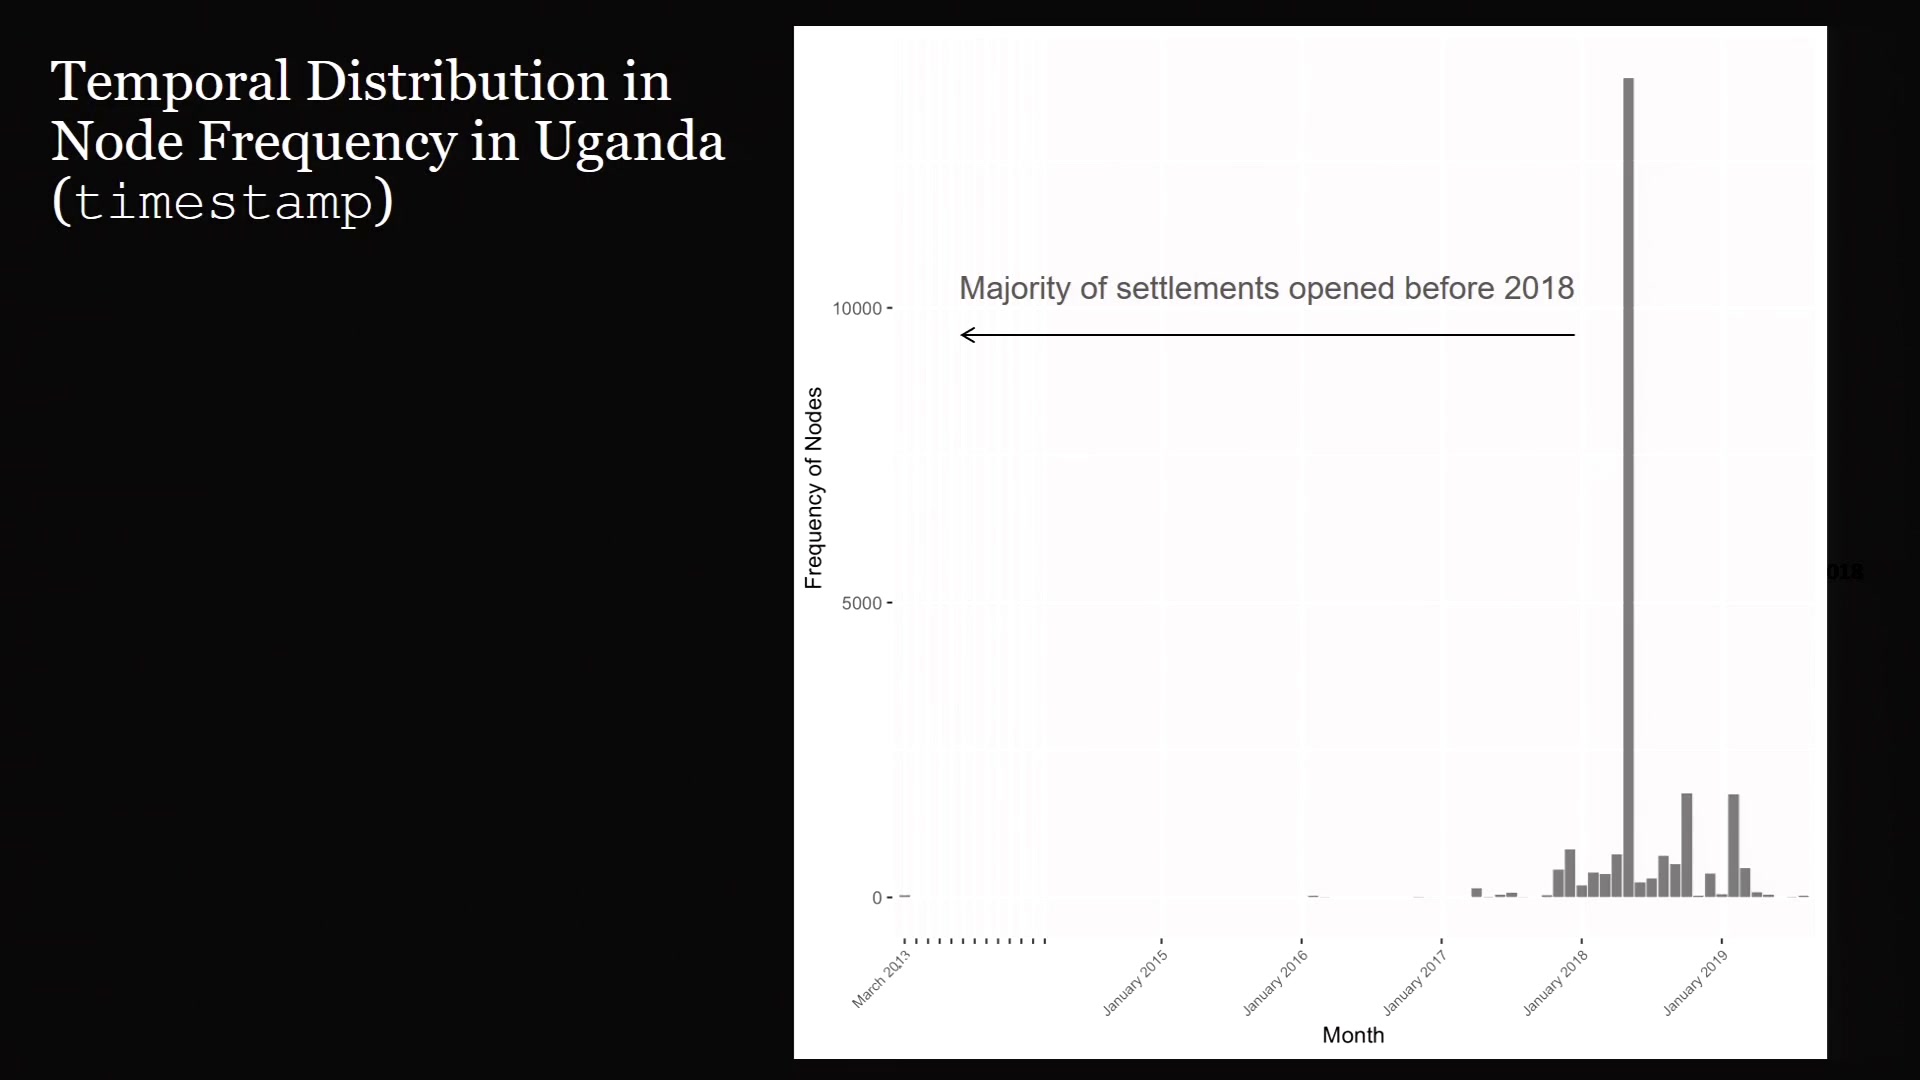 Temporal Distribution in
Node Frequency in Uganda
(timestamp)
Majority of settlements opened before 2018
10000
5000
0
Frequency of Nodes
March 2013
January 2015
January 2016
January 2017
January 2018
January 2019
Month
018